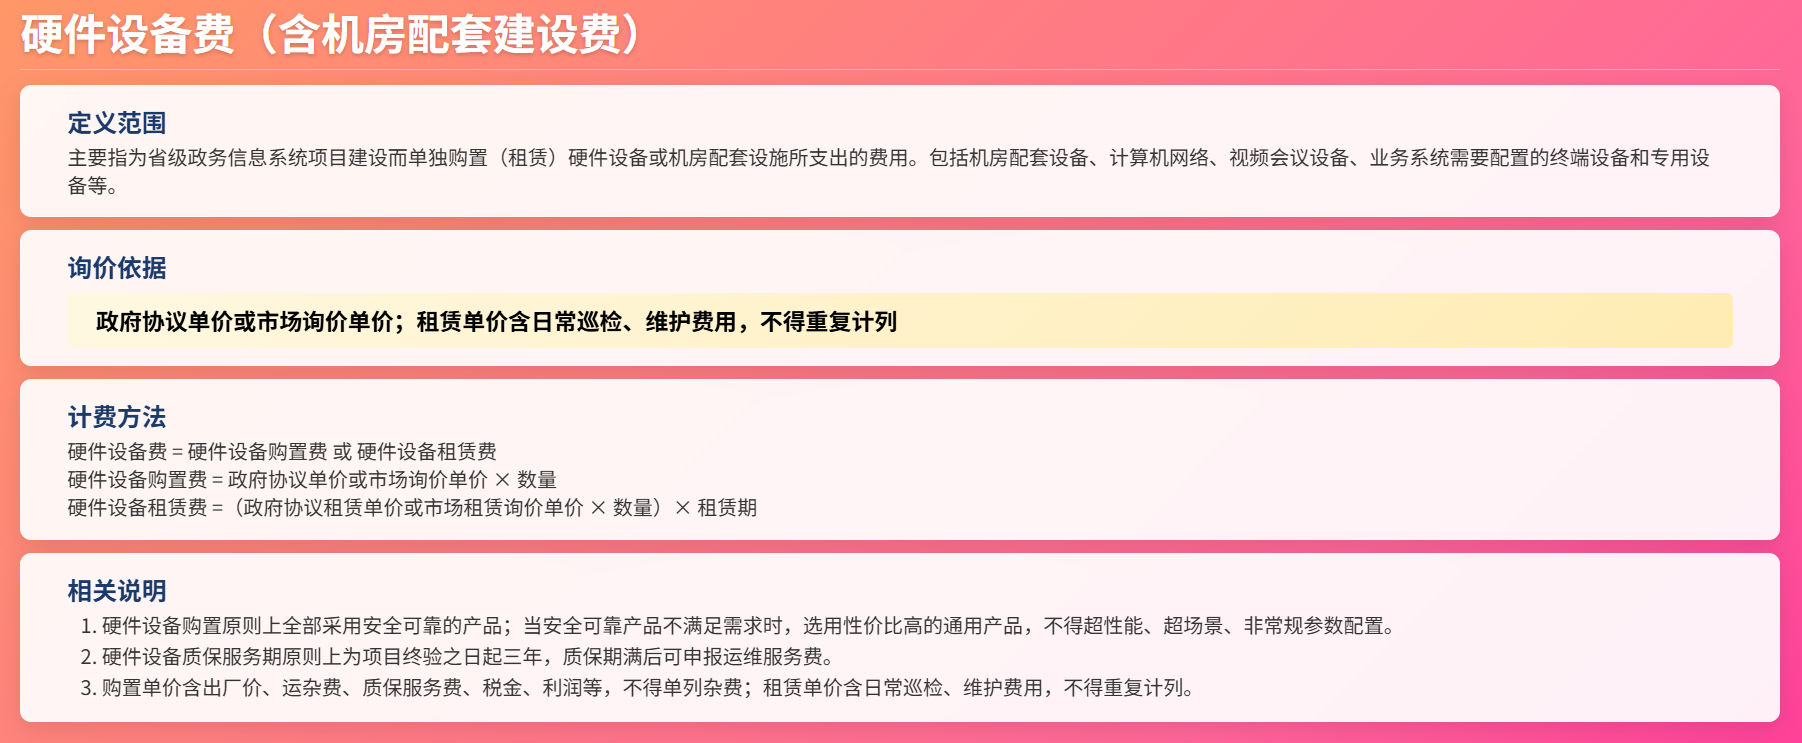 硬件设备费（含机房配套建设费）
定义范围
主要指为省级政务信息系统项目建设而单独购置（租赁）硬件设备或机房配套设施所支出的费用。包括机房配套设备、计算机网络、视频会议设备、业务系统需要配置的终端设备和专用设
备等。
询价依据
政府协议单价或市场询价单价；租赁单价含日常巡检、维护费用，不得重复计列
计费方法
硬件设备费 = 硬件设备购置费 或 硬件设备租赁费
硬件设备购置费 = 政府协议单价或市场询价单价 × 数量
硬件设备租赁费 =（政府协议租赁单价或市场租赁询价单价 × 数量）× 租赁期
相关说明
1. 硬件设备购置原则上全部采用安全可靠的产品；当安全可靠产品不满足需求时，选用性价比高的通用产品，不得超性能、超场景、非常规参数配置。
2. 硬件设备质保服务期原则上为项目终验之日起三年，质保期满后可申报运维服务费。
3. 购置单价含出厂价、运杂费、质保服务费、税金、利润等，不得单列杂费；租赁单价含日常巡检、维护费用，不得重复计列。